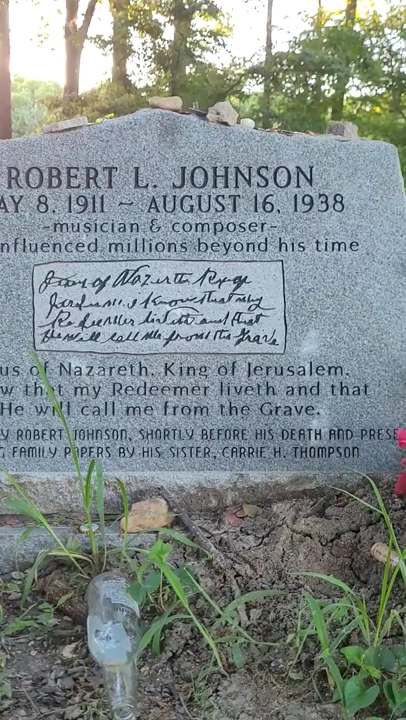 ROBERT L. JOHNSON
AY 8, 1911 ~ AUGUST 16, 1938
-musician & composer-
nfluenced millions beyond his time
Jesus of Nazareth King of
Jerusalem. I Know that my
Redeemer liveth and that
He will call me from the Grave
us of Nazareth, King of Jerusalem.
w that my Redeemer liveth and that
He will call me from the Grave.
Y ROBERT JOHNSON, SHORTLY BEFORE HIS DEATH AND PRESE
G FAMILY PAPERS BY HIS SISTER, CARRIE H. THOMPSON